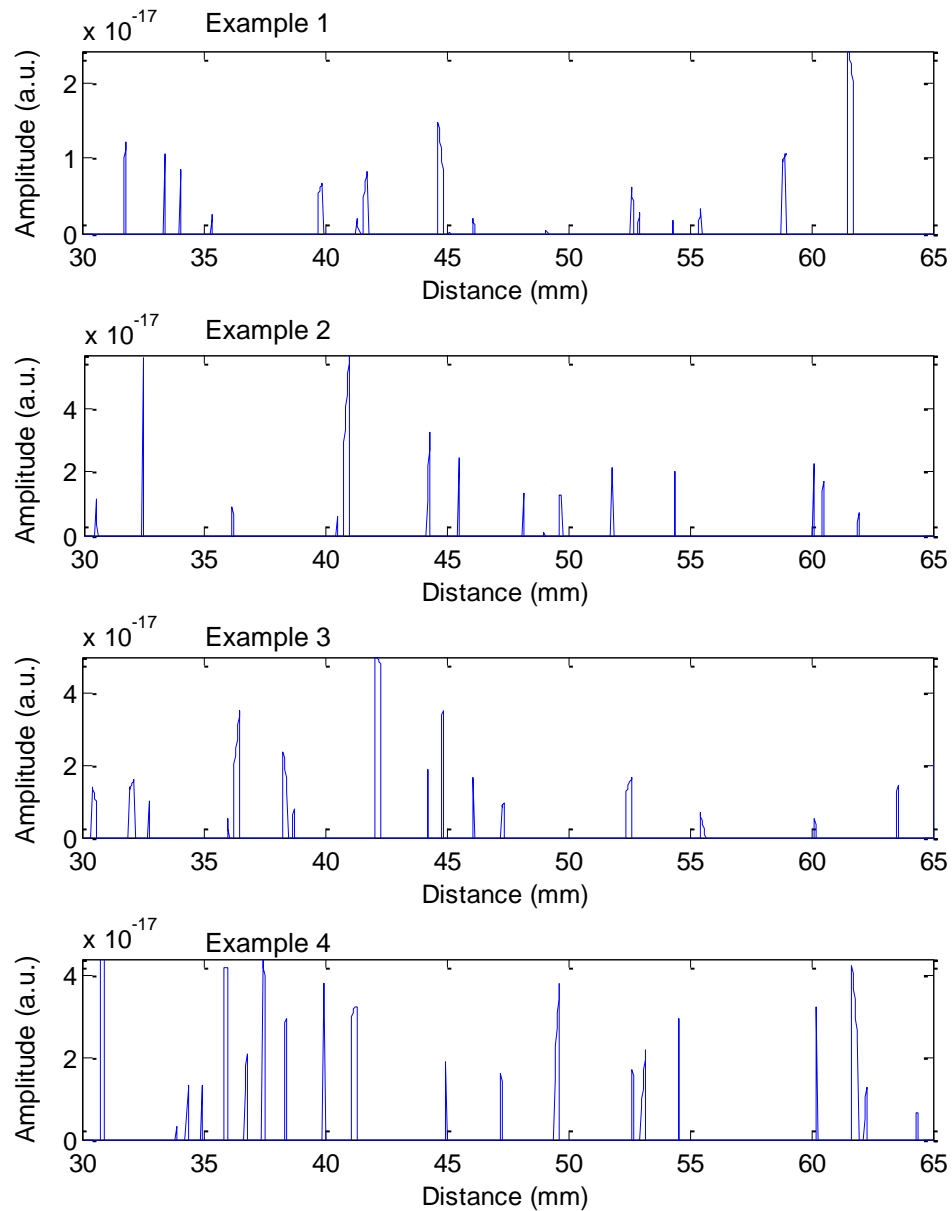 x 10-17 Example 1
2
1
0
Amplitude (a.u.)
30 35 40 45 50 55 60 65
Distance (mm)
x 10-17 Example 2
4
2
0
Amplitude (a.u.)
30 35 40 45 50 55 60 65
Distance (mm)
x 10-17 Example 3
4
2
0
Amplitude (a.u.)
30 35 40 45 50 55 60 65
Distance (mm)
x 10-17 Example 4
4
2
0
Amplitude (a.u.)
30 35 40 45 50 55 60 65
Distance (mm)